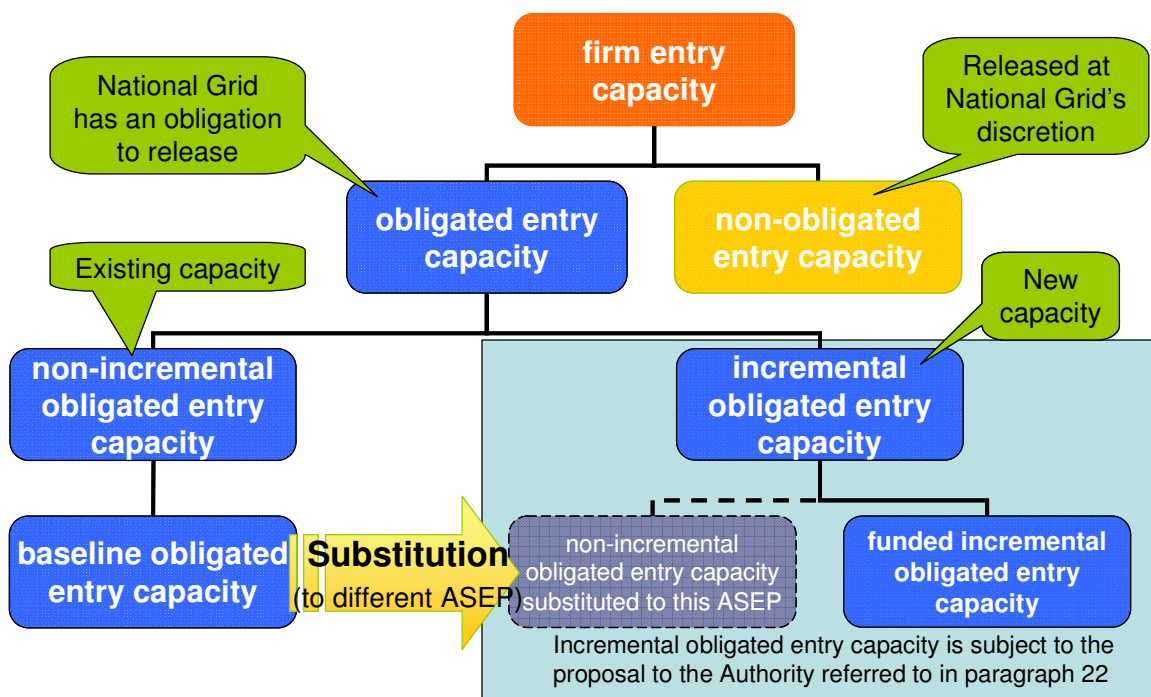 firm entry
capacity
National Grid
has an obligation
to release
Released at
National Grid's
discretion
obligated entry
capacity
non-obligated
entry capacity
Existing capacity
New
capacity
non-incremental
obligated entry
capacity
incremental
obligated entry
capacity
baseline obligated
entry capacity
Substitution
(to different ASEP)
non-incremental
obligated entry capacity
substituted to this ASEP
funded incremental
obligated entry
capacity
Incremental obligated entry capacity is subject to the
proposal to the Authority referred to in paragraph 22